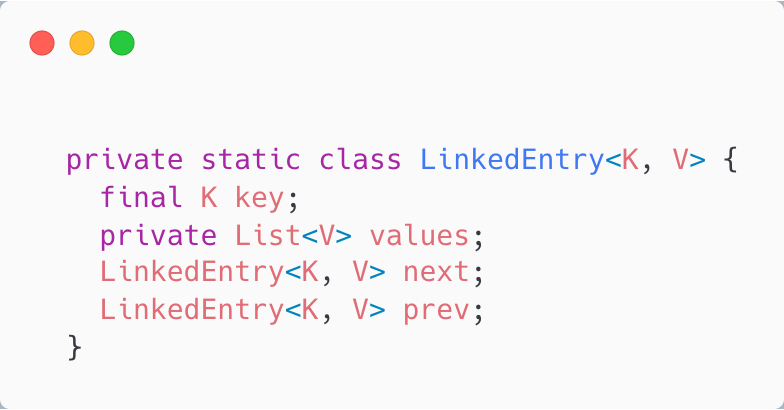 private static class LinkedEntry<K, V> {
  final K key;
  private List<V> values;
  LinkedEntry<K, V> next;
  LinkedEntry<K, V> prev;
}